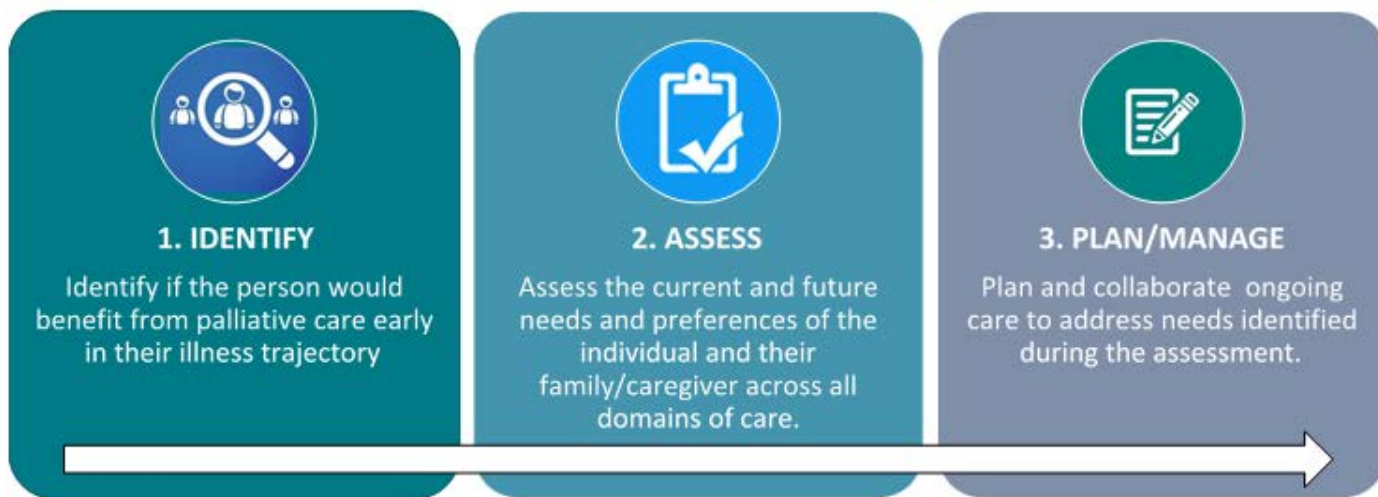 1. IDENTIFY
Identify if the person would
benefit from palliative care early
in their illness trajectory
2. ASSESS
Assess the current and future
needs and preferences of the
individual and their
family/caregiver across all
domains of care.
3. PLAN/MANAGE
Plan and collaborate ongoing
care to address needs identified
during the assessment.